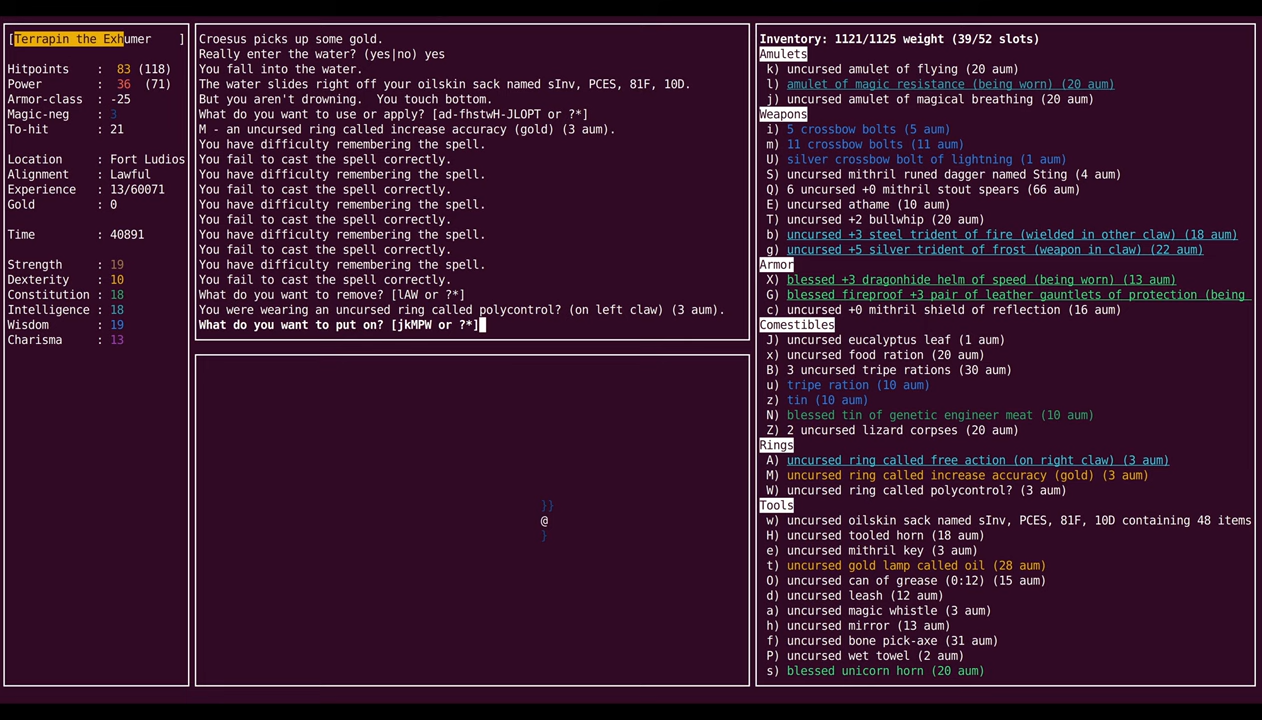 [Terrapin the Exhumer     ]
Hitpoints    :  83 (118)
Power        :  36  (71)
Armor-class  : -25
Magic-neg    : 3
To-hit       : 21
Location     : Fort Ludios
Alignment    : Lawful
Experience   : 13/60071
Gold         : 0
Time         : 40891
Strength     : 19
Dexterity    : 10
Constitution : 18
Intelligence : 18
Wisdom       : 19
Charisma     : 13
Croesus picks up some gold.
Really enter the water? (yes|no) yes
You fall into the water.
The water slides right off your oilskin sack named sInv, PCES, 81F, 10D.
But you aren't drowning.  You touch bottom.
What do you want to use or apply? [ad-fhstwH-JLOPT or ?*]
M - an uncursed ring called increase accuracy (gold) (3 aum).
You have difficulty remembering the spell.
You fail to cast the spell correctly.
You have difficulty remembering the spell.
You fail to cast the spell correctly.
You have difficulty remembering the spell.
You fail to cast the spell correctly.
You have difficulty remembering the spell.
You fail to cast the spell correctly.
You have difficulty remembering the spell.
You fail to cast the spell correctly.
What do you want to remove? [lAW or ?*]
You were wearing an uncursed ring called polycontrol? (on left claw) (3 aum).
What do you want to put on? [jkMPW or ?*]
}}
@
}
Inventory: 1121/1125 weight (39/52 slots)
Amulets
k) uncursed amulet of flying (20 aum)
l) amulet of magic resistance (being worn) (20 aum)
j) uncursed amulet of magical breathing (20 aum)
Weapons
i) 5 crossbow bolts (5 aum)
m) 11 crossbow bolts (11 aum)
U) silver crossbow bolt of lightning (1 aum)
S) uncursed mithril runed dagger named Sting (4 aum)
Q) 6 uncursed +0 mithril stout spears (66 aum)
E) uncursed athame (10 aum)
T) uncursed +2 bullwhip (20 aum)
b) uncursed +3 steel trident of fire (wielded in other claw) (18 aum)
g) uncursed +5 silver trident of frost (weapon in claw) (22 aum)
Armor
X) blessed +3 dragonhide helm of speed (being worn) (13 aum)
G) blessed fireproof +3 pair of leather gauntlets of protection (being
c) uncursed +0 mithril shield of reflection (16 aum)
Comestibles
J) uncursed eucalyptus leaf (1 aum)
x) uncursed food ration (20 aum)
B) 3 uncursed tripe rations (30 aum)
u) tripe ration (10 aum)
z) tin (10 aum)
N) blessed tin of genetic engineer meat (10 aum)
Z) 2 uncursed lizard corpses (20 aum)
Rings
A) uncursed ring called free action (on right claw) (3 aum)
M) uncursed ring called increase accuracy (gold) (3 aum)
W) uncursed ring called polycontrol? (3 aum)
Tools
w) uncursed oilskin sack named sInv, PCES, 81F, 10D containing 48 items
H) uncursed tooled horn (18 aum)
e) uncursed mithril key (3 aum)
t) uncursed gold lamp called oil (28 aum)
O) uncursed can of grease (0:12) (15 aum)
d) uncursed leash (12 aum)
a) uncursed magic whistle (3 aum)
h) uncursed mirror (13 aum)
f) uncursed bone pick-axe (31 aum)
P) uncursed wet towel (2 aum)
s) blessed unicorn horn (20 aum)